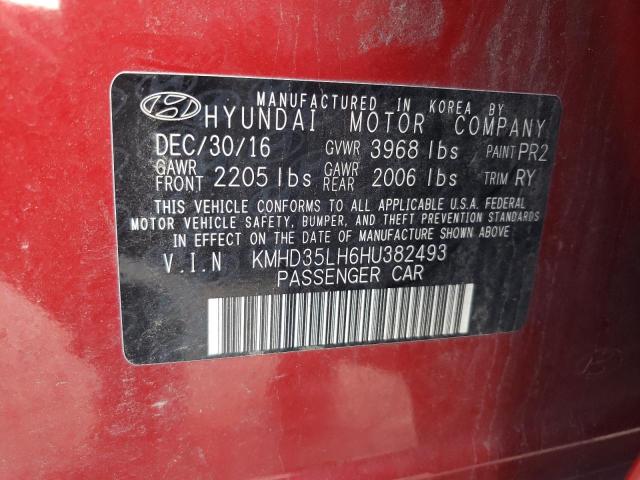 MANUFACTURED IN KOREA BY
HYUNDAI MOTOR COMPANY
DEC/30/16 GVWR 3968 lbs PAINT PR2
GAWR FRONT 2205 lbs GAWR REAR 2006 lbs TRIM RY
THIS VEHICLE CONFORMS TO ALL APPLICABLE U.S.A. FEDERAL
MOTOR VEHICLE SAFETY, BUMPER, AND THEFT PREVENTION STANDARDS
IN EFFECT ON THE DATE OF MANUFACTURE SHOWN ABOVE.
V.I.N KMHD35LH6HU382493
PASSENGER CAR